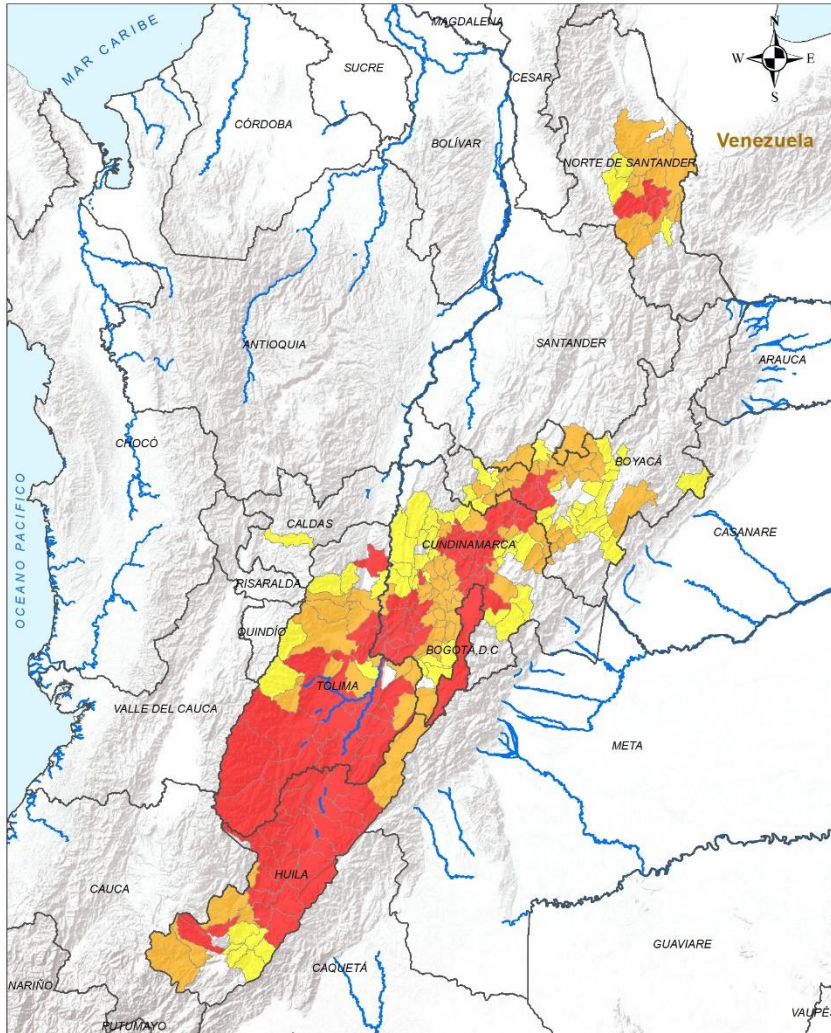 MAGDALENA
MAR CARIBE
SUCRE
CESAR
N
W
E
S
CÓRDOBA
BOLÍVAR
Venezuela
NORTE DE SANTANDER
ANTIOQUIA
SANTANDER
ARAUCA
CHOCÓ
BOYACÁ
OCEANO PACIFICO
CALDAS
CUNDINAMARCA
CASANARE
RISARALDA
QUINDÍO
BOGOTÁ,D.C
TOLIMA
VALLE DEL CAUCA
META
HUILA
CAUCA
GUAVIARE
CAQUETÁ
NARIÑO
PUTUMAYO
VAUPÉ